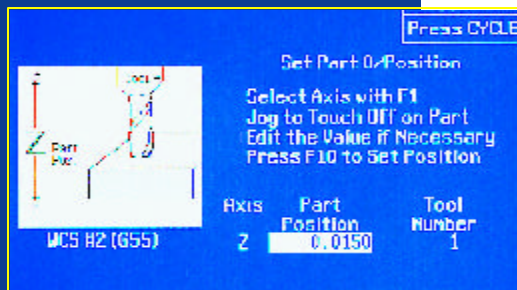 Press CYCLE
Set Part 0/Position
Select Axis with F1
Jog to Touch Off on Part
Edit the Value if Necessary
Press F10 to Set Position
Tool
Z Part
Pos
WCS #2 (G55)
Axis Part Tool
Position Number
Z 0.0150 1